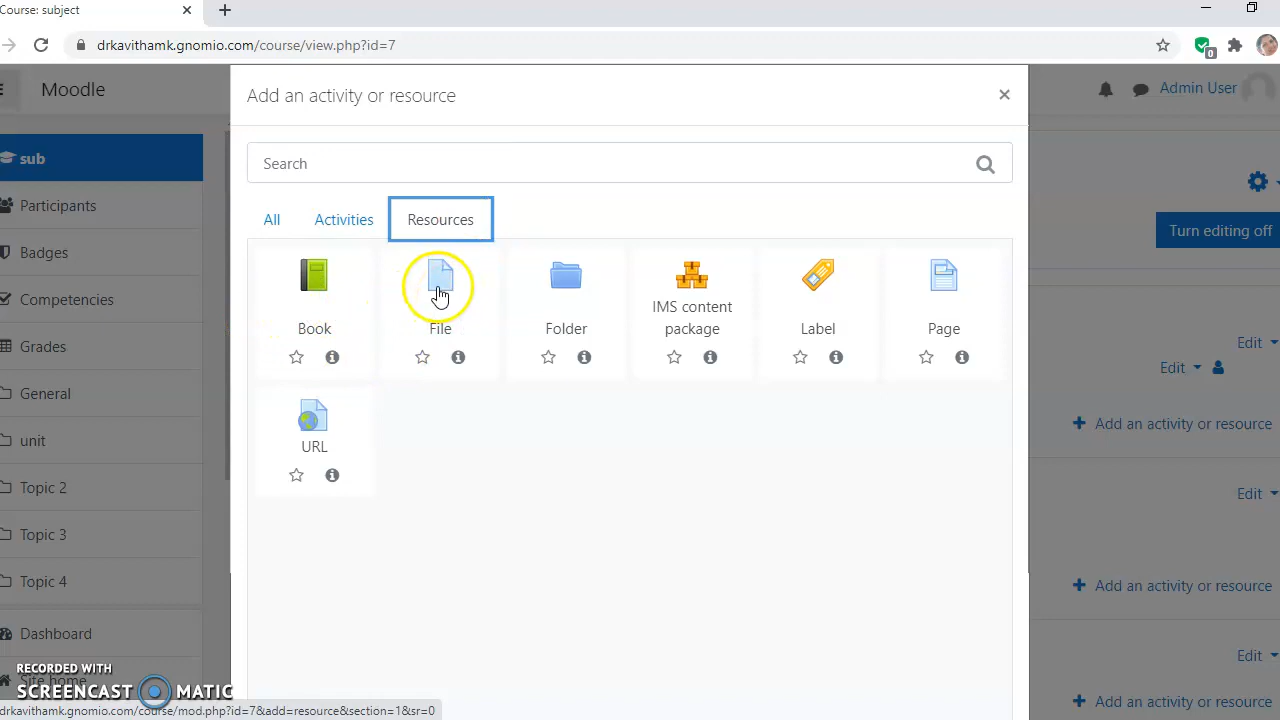 Course: subject
drkavithamk.gnomio.com/course/view.php?id=7
0
Moodle
Admin User
Add an activity or resource
Search
All
Activities
Resources
sub
Participants
Badges
Competencies
Grades
General
unit
Topic 2
Topic 3
Topic 4
Dashboard
Site home
Book
File
Folder
IMS content
package
Label
Page
URL
Turn editing off
Edit
Edit
Add an activity or resource
Edit
Add an activity or resource
Edit
Add an activity or resource
RECORDED WITH
SCREENCAST MATIC
drkavithamk.gnomio.com/course/mod.php?id=7&add=resource&section=1&sr=0